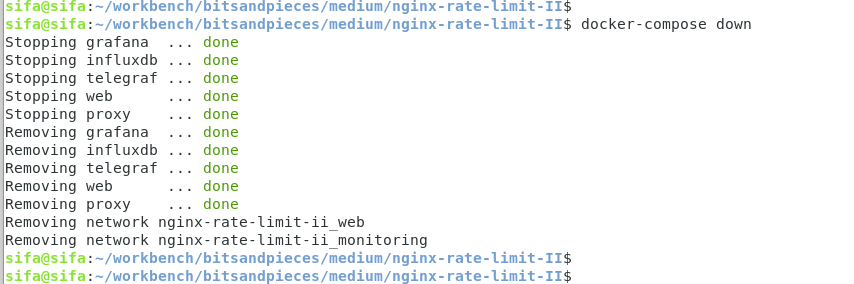 sifa@sifa:~/workbench/bitsandpieces/medium/nginx-rate-limit-II$
sifa@sifa:~/workbench/bitsandpieces/medium/nginx-rate-limit-II$ docker-compose down
Stopping grafana  ... done
Stopping influxdb ... done
Stopping telegraf ... done
Stopping web      ... done
Stopping proxy    ... done
Removing grafana  ... done
Removing influxdb ... done
Removing telegraf ... done
Removing web      ... done
Removing proxy    ... done
Removing network nginx-rate-limit-ii_web
Removing network nginx-rate-limit-ii_monitoring
sifa@sifa:~/workbench/bitsandpieces/medium/nginx-rate-limit-II$
sifa@sifa:~/workbench/bitsandpieces/medium/nginx-rate-limit-II$